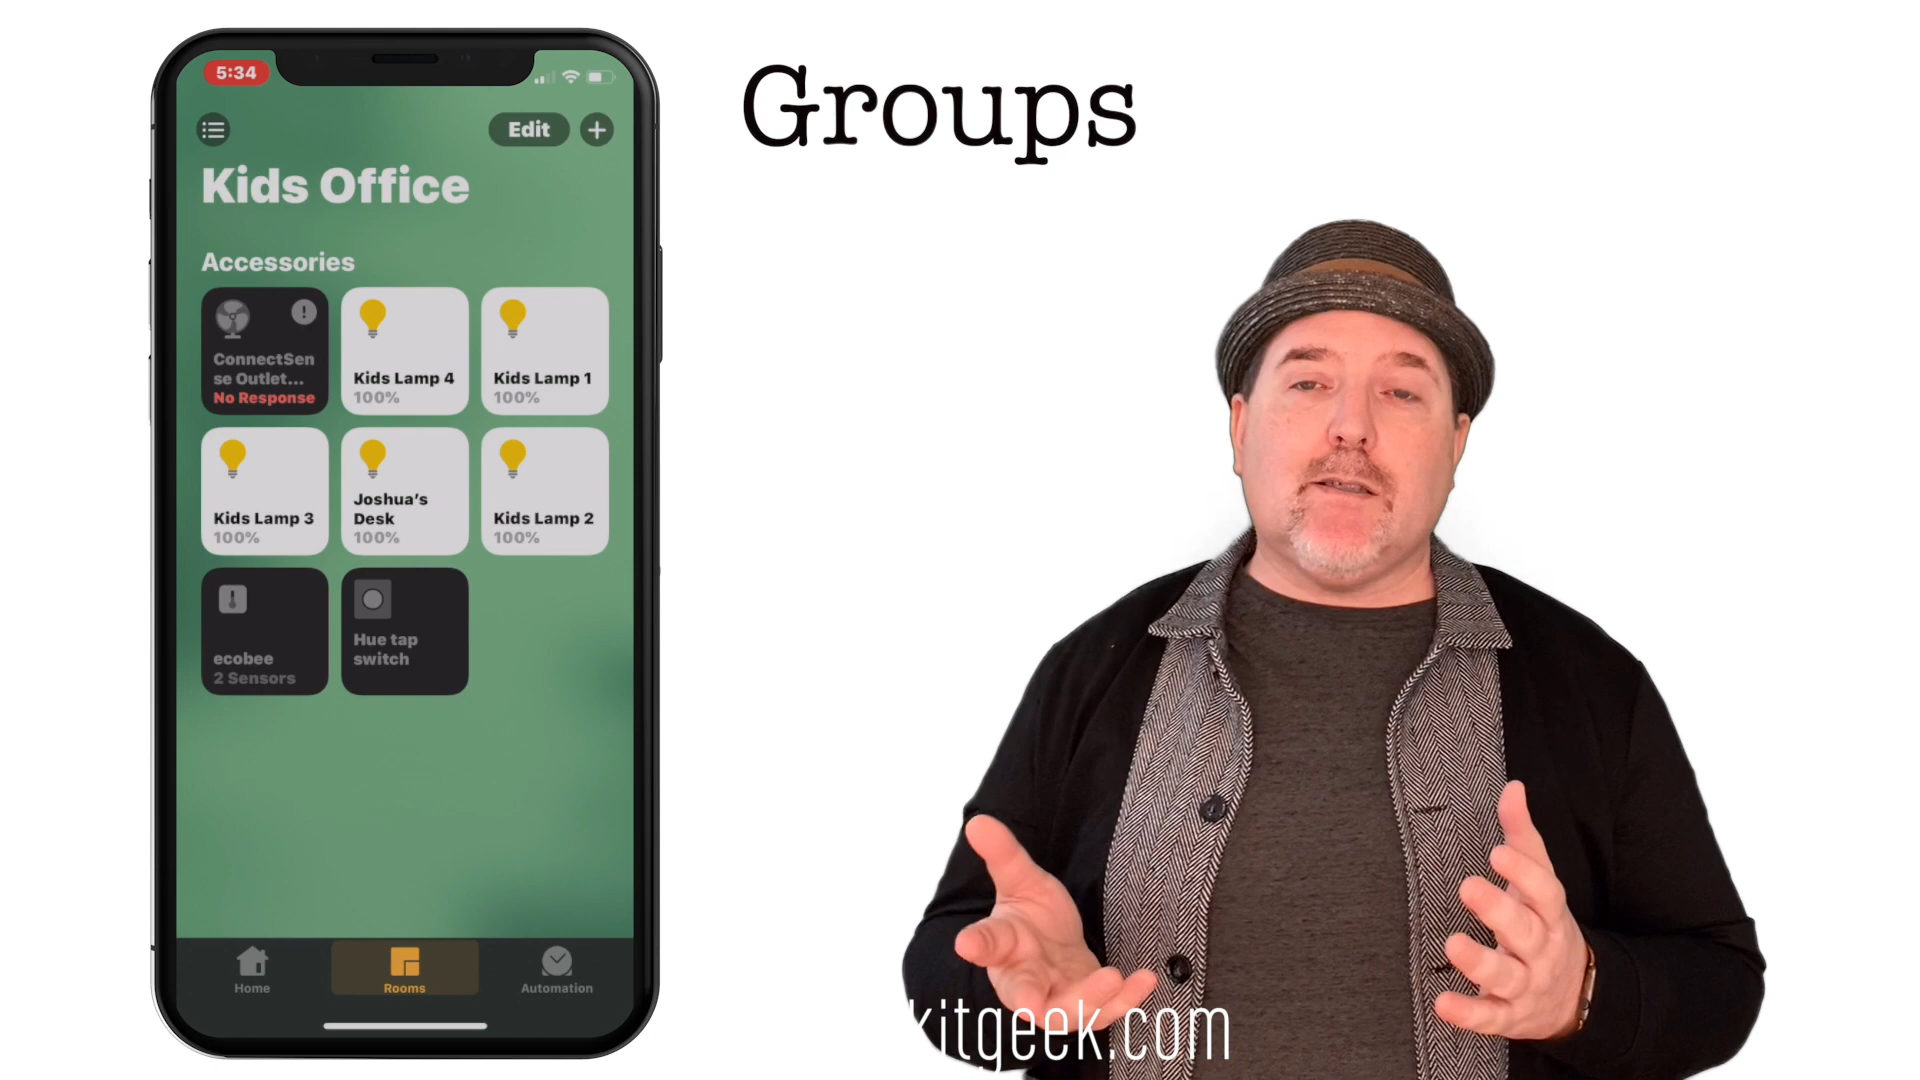 5:34
Groups
Edit
Kids Office
Accessories
ConnectSen
se Outlet...
No Response
Kids Lamp 4
100%
Kids Lamp 1
100%
Kids Lamp 3
100%
Joshua's
Desk
100%
Kids Lamp 2
100%
ecobee
2 Sensors
Hue tap
switch
Home
Rooms
Automation
kitgeek.com